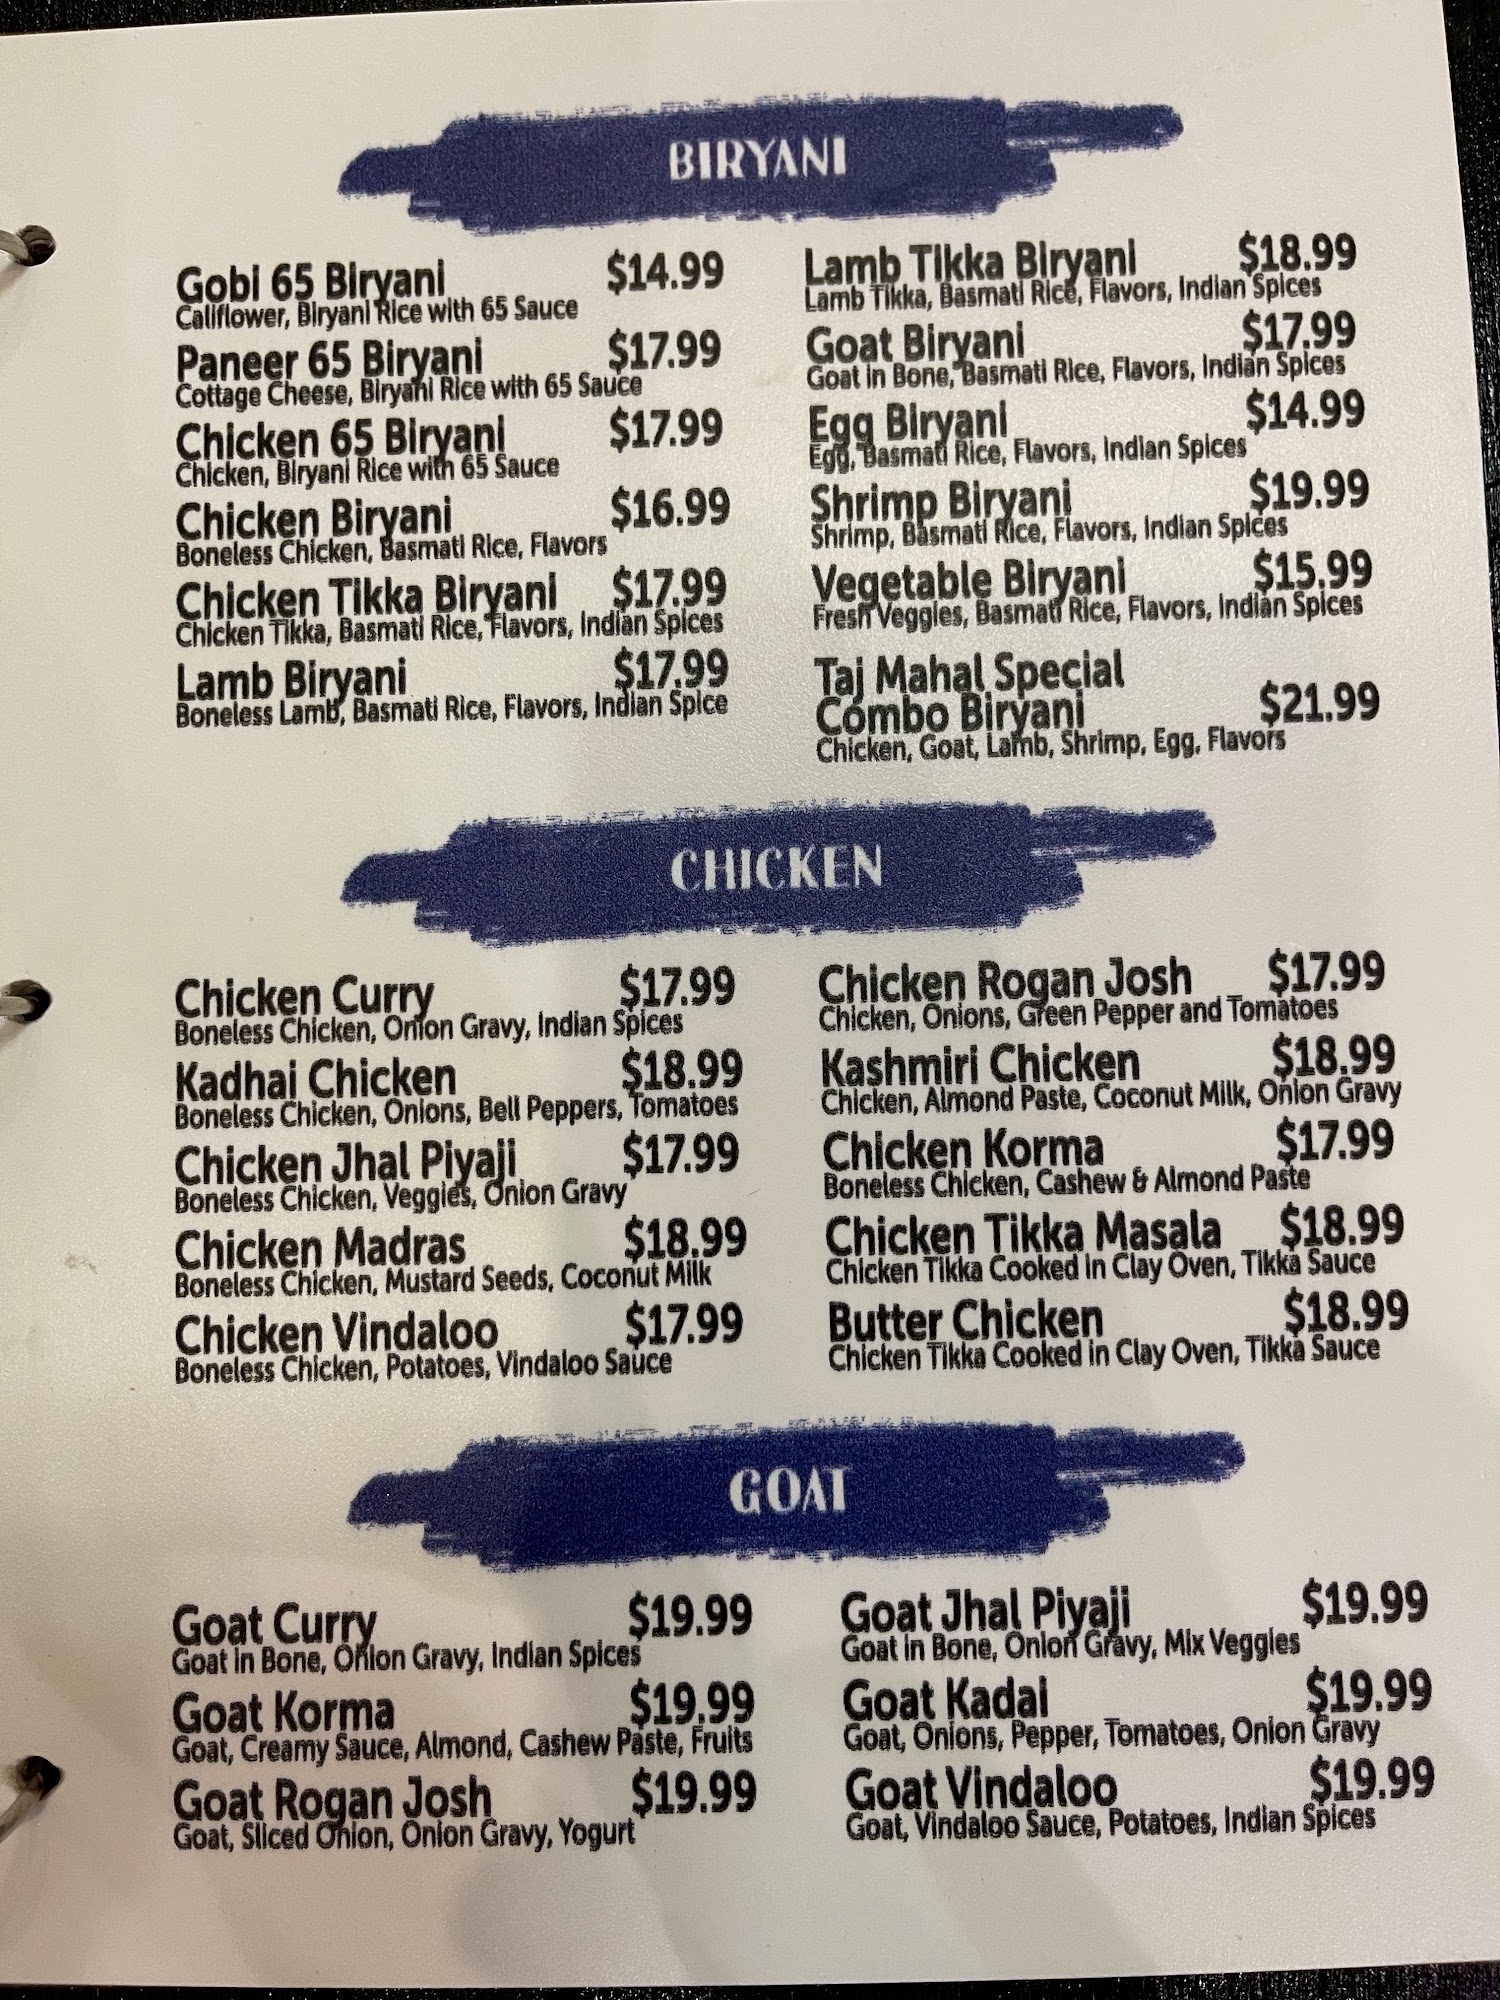 BIRYANI
Gobi 65 Biryani $14.99
Califlower, Biryani Rice with 65 Sauce
Paneer 65 Biryani $17.99
Cottage Cheese, Biryani Rice with 65 Sauce
Chicken 65 Biryani $17.99
Chicken, Biryani Rice with 65 Sauce
Chicken Biryani $16.99
Boneless Chicken, Basmati Rice, Flavors
Chicken Tikka Biryani $17.99
Chicken Tikka, Basmati Rice, Flavors, Indian Spices
Lamb Biryani $17.99
Boneless Lamb, Basmati Rice, Flavors, Indian Spice
Lamb Tikka Biryani $18.99
Lamb Tikka, Basmati Rice, Flavors, Indian Spices
Goat Biryani $17.99
Goat in Bone, Basmati Rice, Flavors, Indian Spices
Egg Biryani $14.99
Egg, Basmati Rice, Flavors, Indian Spices
Shrimp Biryani $19.99
Shrimp, Basmati Rice, Flavors, Indian Spices
Vegetable Biryani $15.99
Fresh Veggies, Basmati Rice, Flavors, Indian Spices
Taj Mahal Special
Combo Biryani $21.99
Chicken, Goat, Lamb, Shrimp, Egg, Flavors
CHICKEN
Chicken Curry $17.99
Boneless Chicken, Onion Gravy, Indian Spices
Kadhai Chicken $18.99
Boneless Chicken, Onions, Bell Peppers, Tomatoes
Chicken Jhal Piyaji $17.99
Boneless Chicken, Veggies, Onion Gravy
Chicken Madras $18.99
Boneless Chicken, Mustard Seeds, Coconut Milk
Chicken Vindaloo $17.99
Boneless Chicken, Potatoes, Vindaloo Sauce
Chicken Rogan Josh $17.99
Chicken, Onions, Green Pepper and Tomatoes
Kashmiri Chicken $18.99
Chicken, Almond Paste, Coconut Milk, Onion Gravy
Chicken Korma $17.99
Boneless Chicken, Cashew & Almond Paste
Chicken Tikka Masala $18.99
Chicken Tikka Cooked in Clay Oven, Tikka Sauce
Butter Chicken $18.99
Chicken Tikka Cooked in Clay Oven, Tikka Sauce
GOAT
Goat Curry $19.99
Goat in Bone, Onion Gravy, Indian Spices
Goat Korma $19.99
Goat, Creamy Sauce, Almond, Cashew Paste, Fruits
Goat Rogan Josh $19.99
Goat, Sliced Onion, Onion Gravy, Yogurt
Goat Jhal Piyaji $19.99
Goat in Bone, Onion Gravy, Mix Veggies
Goat Kadai $19.99
Goat, Onions, Pepper, Tomatoes, Onion Gravy
Goat Vindaloo $19.99
Goat, Vindaloo Sauce, Potatoes, Indian Spices